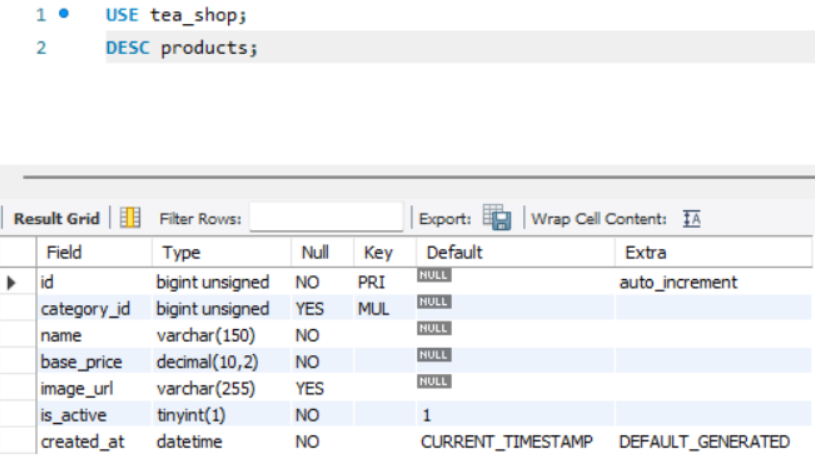 1 USE tea_shop;
2 DESC products;
Result Grid Filter Rows: Export: Wrap Cell Content: IA
Field Type Null Key Default Extra
id bigint unsigned NO PRI NULL auto_increment
category_id bigint unsigned YES MUL NULL
name varchar(150) NO NULL
base_price decimal(10,2) NO NULL
image_url varchar(255) YES NULL
is_active tinyint(1) NO 1
created_at datetime NO CURRENT_TIMESTAMP DEFAULT_GENERATED